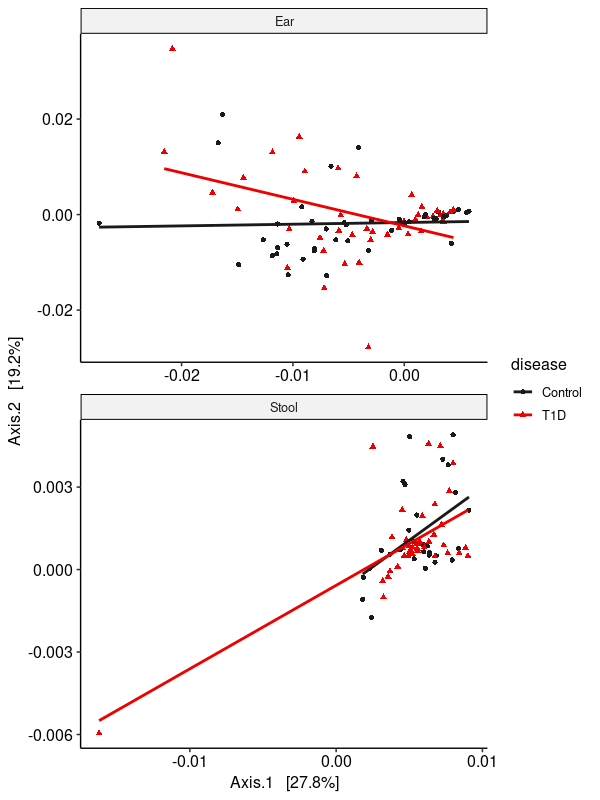 Ear
0.02
0.00
-0.02
-0.02
-0.01
0.00
Stool
0.003
0.000
-0.003
-0.006
-0.01
0.00
0.01
Axis.1 [27.8%]
Axis.2 [19.2%]
disease
Control
T1D